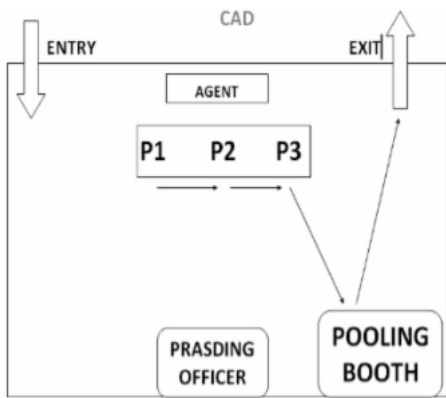 CAD
ENTRY
EXIT
AGENT
P1 P2 P3
PRASDING
OFFICER
POOLING
BOOTH